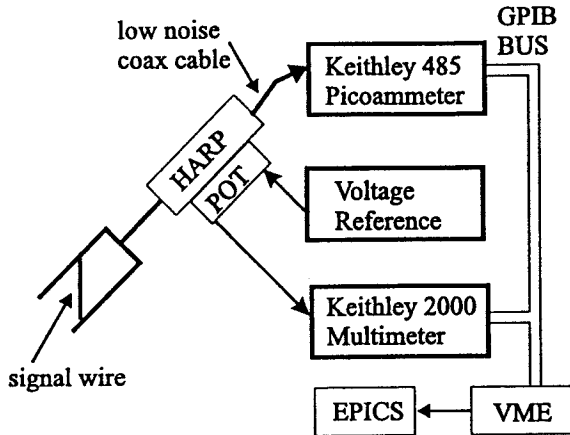 low noise
coax cable
GPIB
BUS
Keithley 485
Picoammeter
HARP
POT
Voltage
Reference
Keithley 2000
Multimeter
signal wire
EPICS
VME